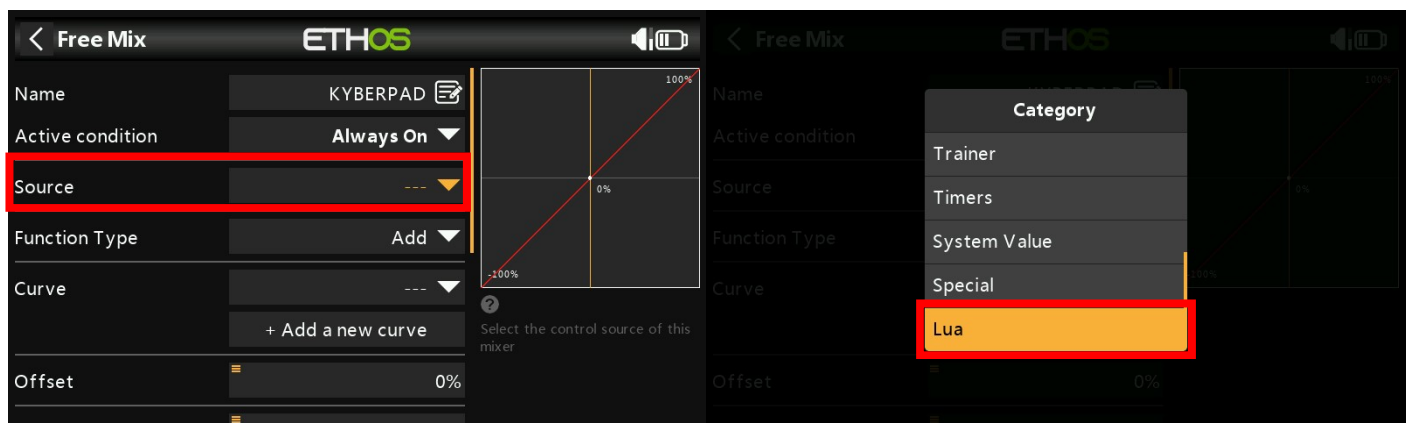 Free Mix ETHOS
Name KYBERPAD
100%
Active condition Always On
Source ---
0%
Function Type Add
-100%
Curve ---
+ Add a new curve
?
Select the control source of this
mixer
Offset 0%
Free Mix ETHOS
Name
100%
Active condition
Source
0%
Function Type
-100%
Curve
Offset 0%
Category
Trainer
Timers
System Value
Special
Lua